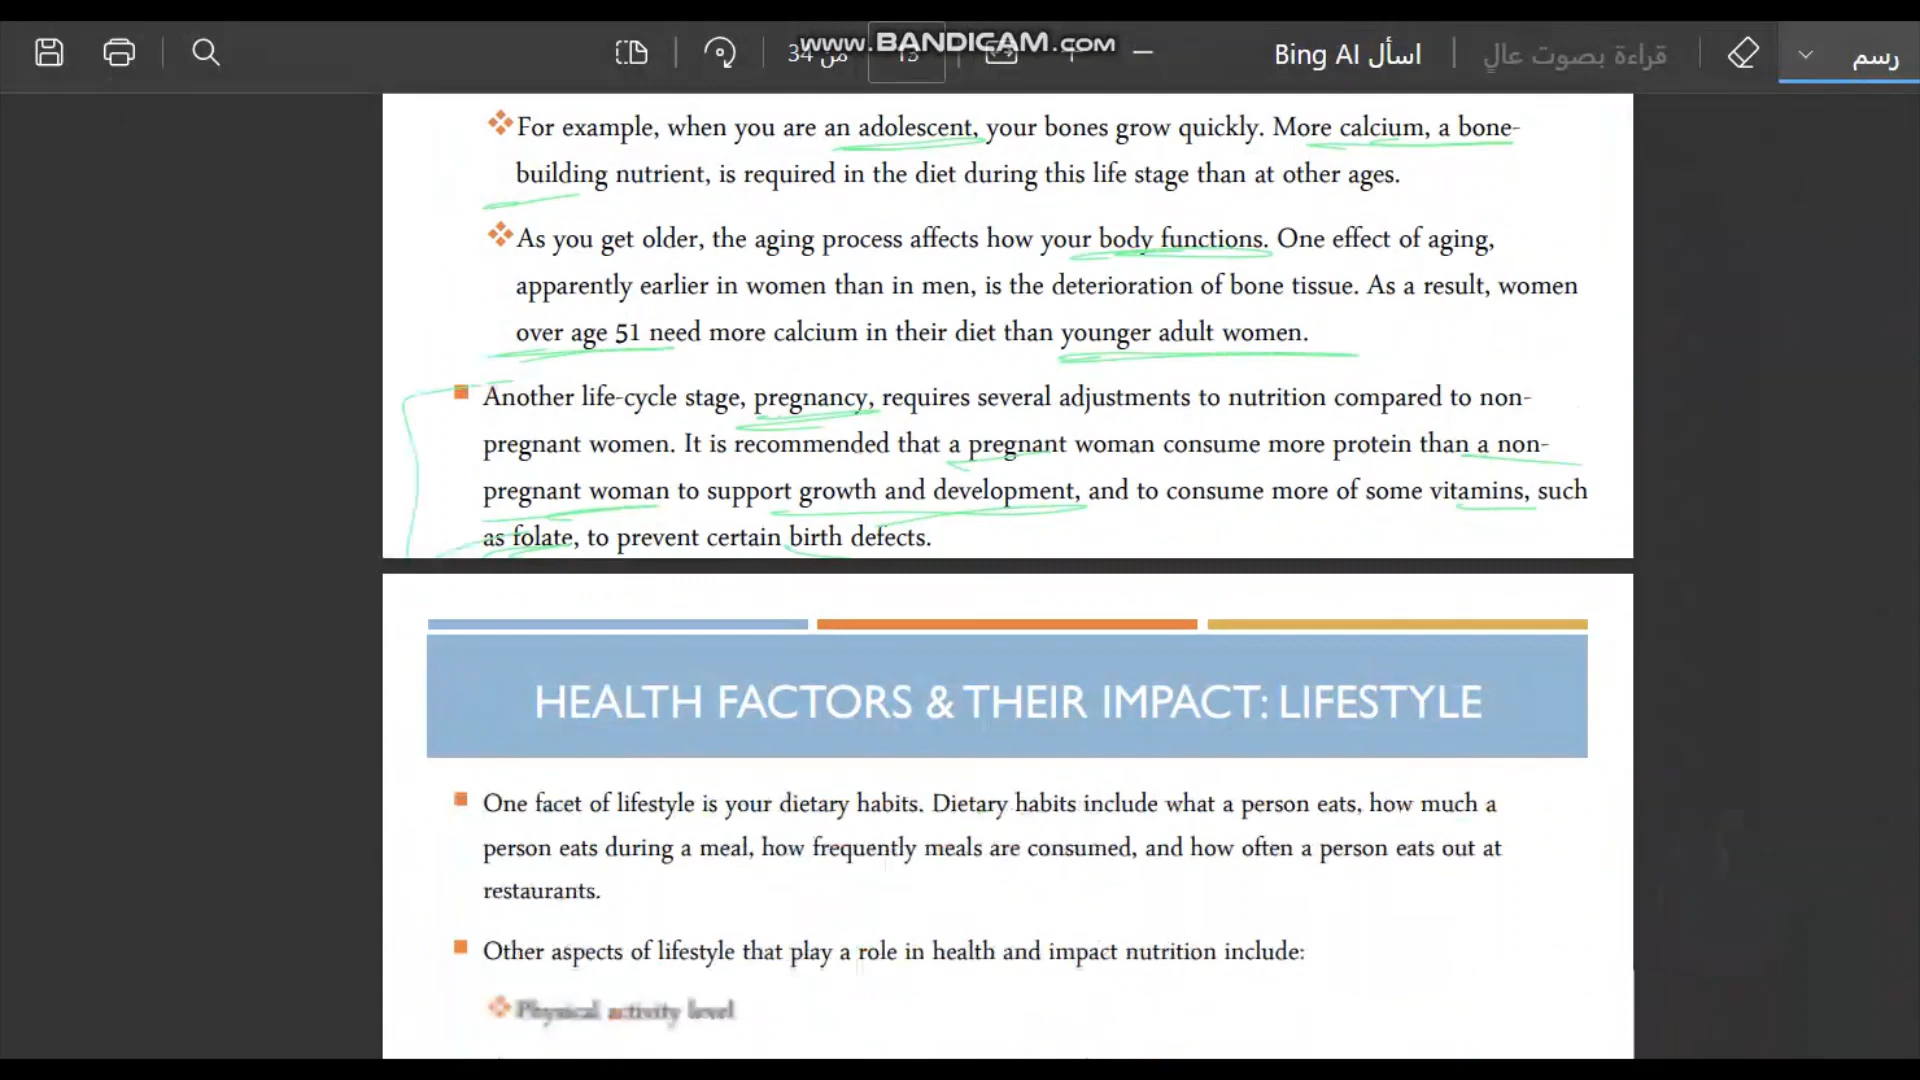 www.BANDICAM.com
34 من
اسأل Bing AI
قراءة بصوت عالٍ
رسم
For example, when you are an adolescent, your bones grow quickly. More calcium, a bone-
building nutrient, is required in the diet during this life stage than at other ages.
As you get older, the aging process affects how your body functions. One effect of aging,
apparently earlier in women than in men, is the deterioration of bone tissue. As a result, women
over age 51 need more calcium in their diet than younger adult women.
Another life-cycle stage, pregnancy, requires several adjustments to nutrition compared to non-
pregnant women. It is recommended that a pregnant woman consume more protein than a non-
pregnant woman to support growth and development, and to consume more of some vitamins, such
as folate, to prevent certain birth defects.
HEALTH FACTORS & THEIR IMPACT: LIFESTYLE
One facet of lifestyle is your dietary habits. Dietary habits include what a person eats, how much a
person eats during a meal, how frequently meals are consumed, and how often a person eats out at
restaurants.
Other aspects of lifestyle that play a role in health and impact nutrition include:
Physical activity level